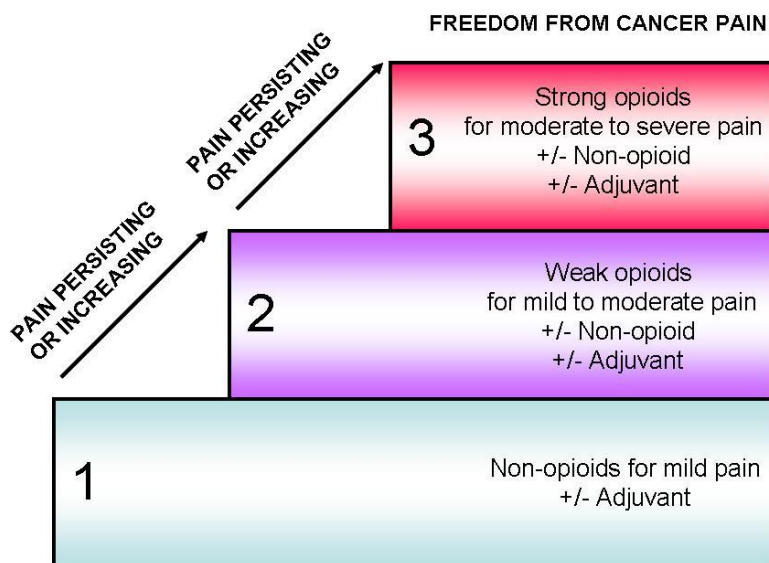 FREEDOM FROM CANCER PAIN
PAIN PERSISTING
OR INCREASING
3
Strong opioids
for moderate to severe pain
+/- Non-opioid
+/- Adjuvant
PAIN PERSISTING
OR INCREASING
2
Weak opioids
for mild to moderate pain
+/- Non-opioid
+/- Adjuvant
1
Non-opioids for mild pain
+/- Adjuvant